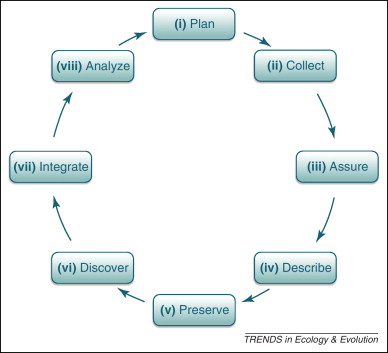 (i) Plan
(ii) Collect
(iii) Assure
(iv) Describe
(v) Preserve
(vi) Discover
(vii) Integrate
(viii) Analyze
TRENDS in Ecology & Evolution